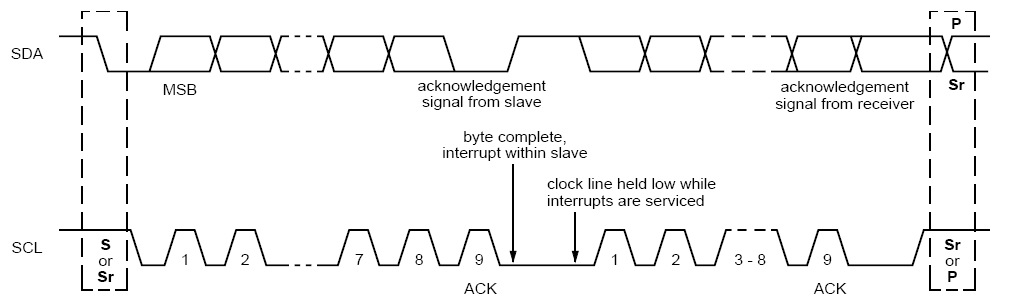 P
SDA
MSB
acknowledgement
signal from slave
acknowledgement
signal from receiver
Sr
byte complete,
interrupt within slave
clock line held low while
interrupts are serviced
SCL
S
or
Sr
1
2
7
8
9
1
2
3 - 8
9
Sr
or
P
ACK
ACK